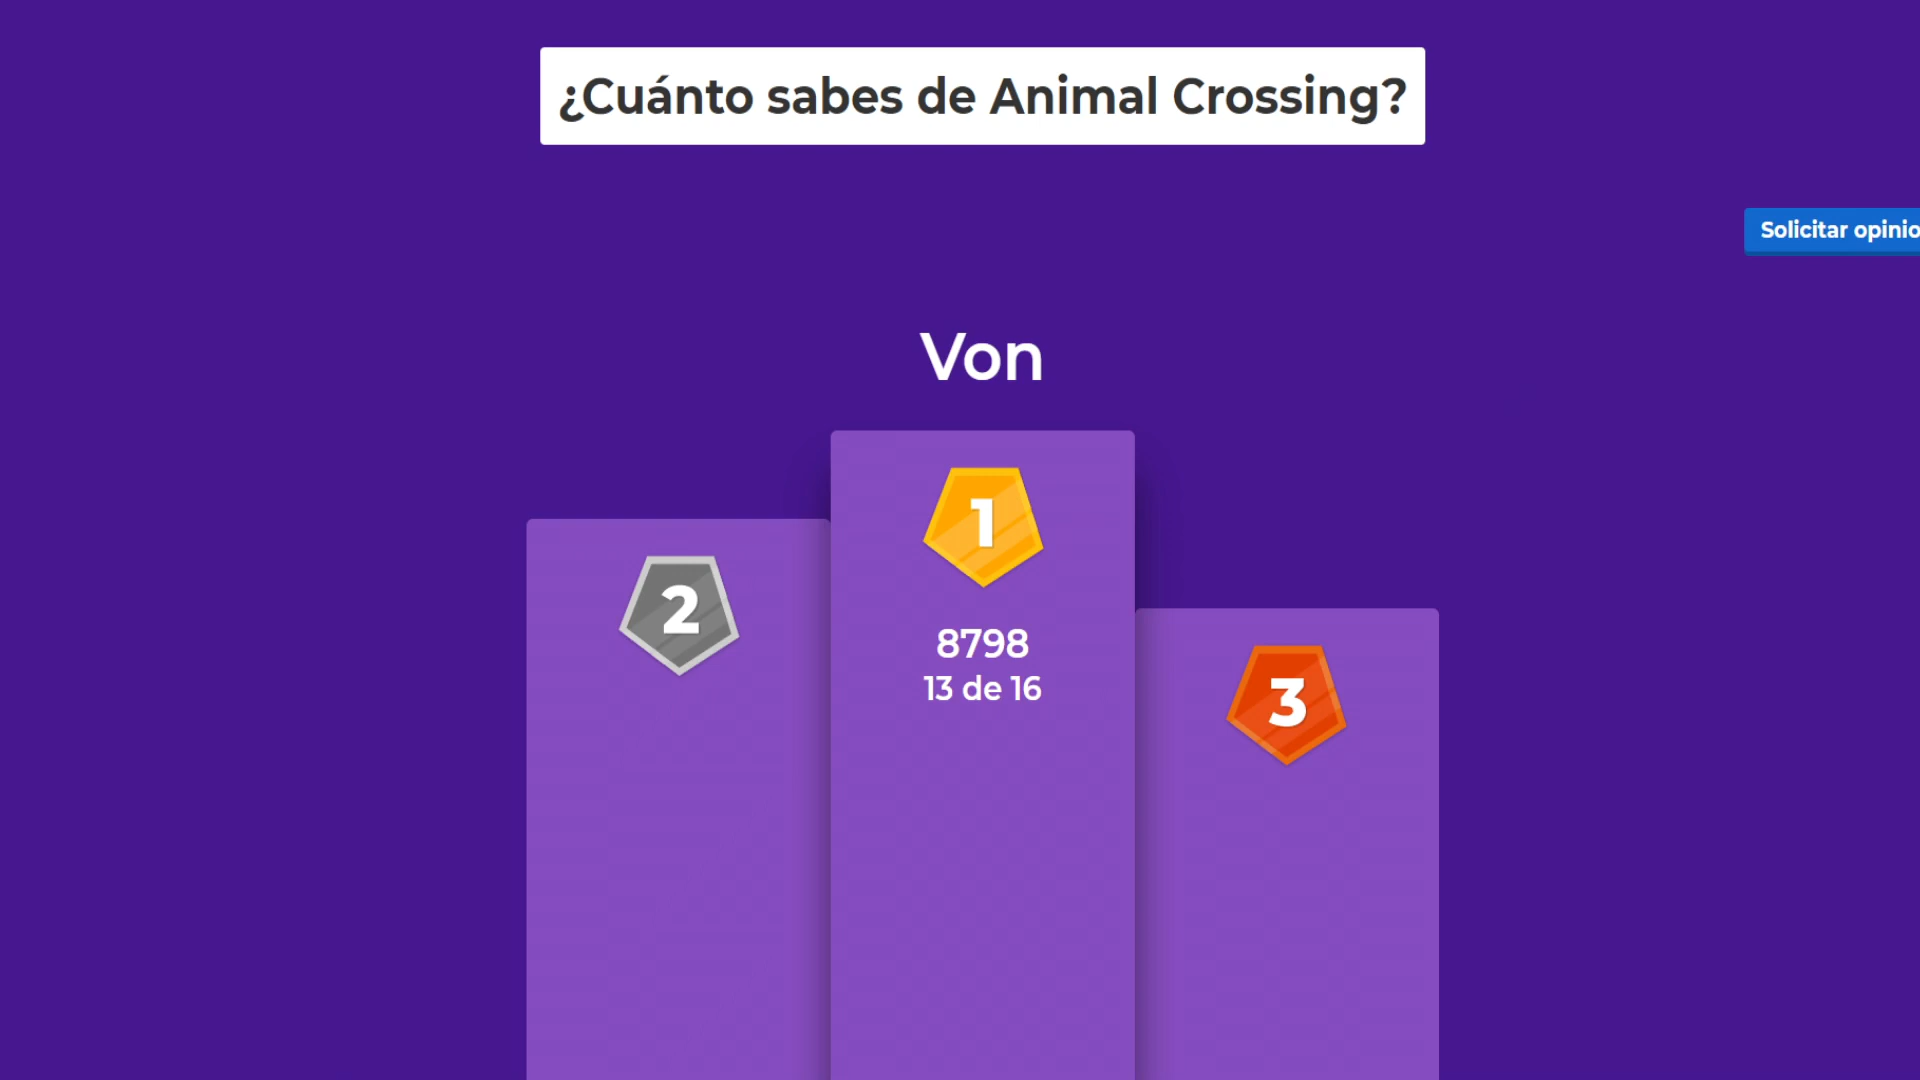 ¿Cuánto sabes de Animal Crossing?
Solicitar opinio
Von
1
2
8798
13 de 16
3